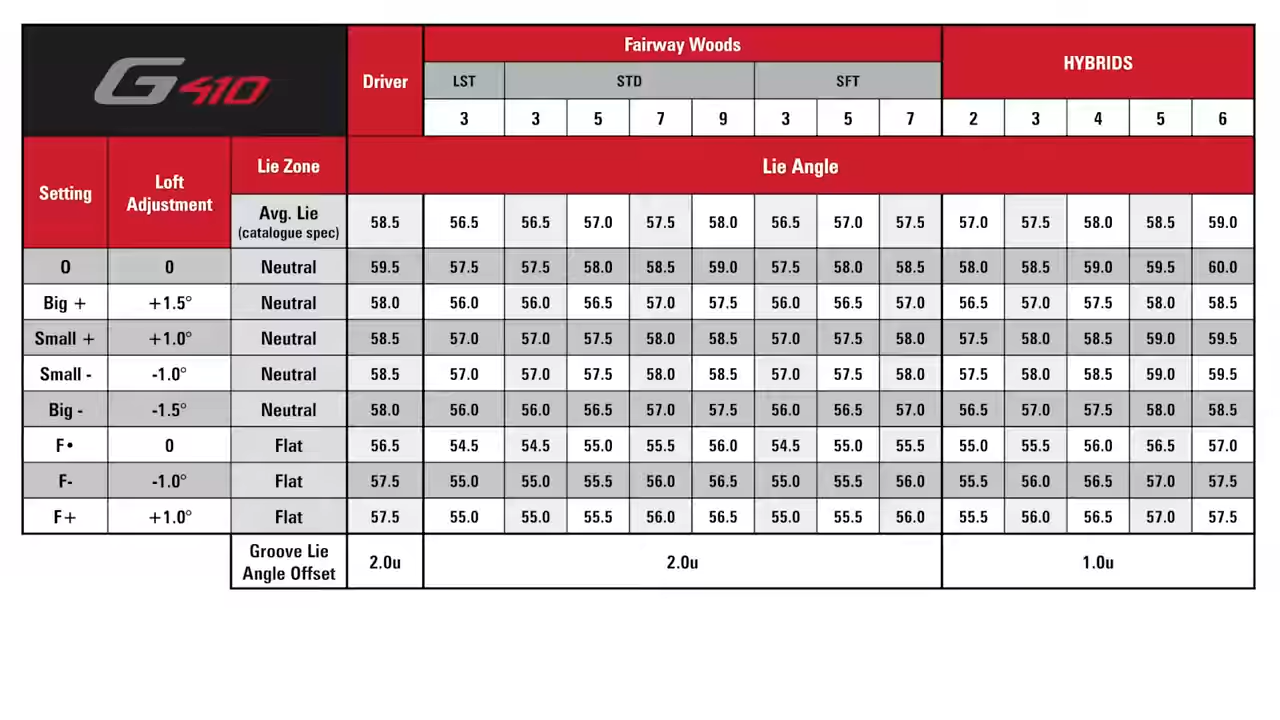 G410
Driver
Fairway Woods
HYBRIDS
LST STD SFT
3 3 5 7 9 3 5 7 2 3 4 5 6
Setting
Loft
Adjustment
Lie Zone
Lie Angle
Avg. Lie
(catalogue spec)
58.5 56.5 56.5 57.0 57.5 58.0 56.5 57.0 57.5 57.0 57.5 58.0 58.5 59.0
O 0 Neutral 59.5 57.5 57.5 58.0 58.5 59.0 57.5 58.0 58.5 58.0 58.5 59.0 59.5 60.0
Big + +1.5° Neutral 58.0 56.0 56.0 56.5 57.0 57.5 56.0 56.5 57.0 56.5 57.0 57.5 58.0 58.5
Small + +1.0° Neutral 58.5 57.0 57.0 57.5 58.0 58.5 57.0 57.5 58.0 57.5 58.0 58.5 59.0 59.5
Small - -1.0° Neutral 58.5 57.0 57.0 57.5 58.0 58.5 57.0 57.5 58.0 57.5 58.0 58.5 59.0 59.5
Big - -1.5° Neutral 58.0 56.0 56.0 56.5 57.0 57.5 56.0 56.5 57.0 56.5 57.0 57.5 58.0 58.5
F• 0 Flat 56.5 54.5 54.5 55.0 55.5 56.0 54.5 55.0 55.5 55.0 55.5 56.0 56.5 57.0
F- -1.0° Flat 57.5 55.0 55.0 55.5 56.0 56.5 55.0 55.5 56.0 55.5 56.0 56.5 57.0 57.5
F+ +1.0° Flat 57.5 55.0 55.0 55.5 56.0 56.5 55.0 55.5 56.0 55.5 56.0 56.5 57.0 57.5
Groove Lie
Angle Offset
2.0u 2.0u 1.0u